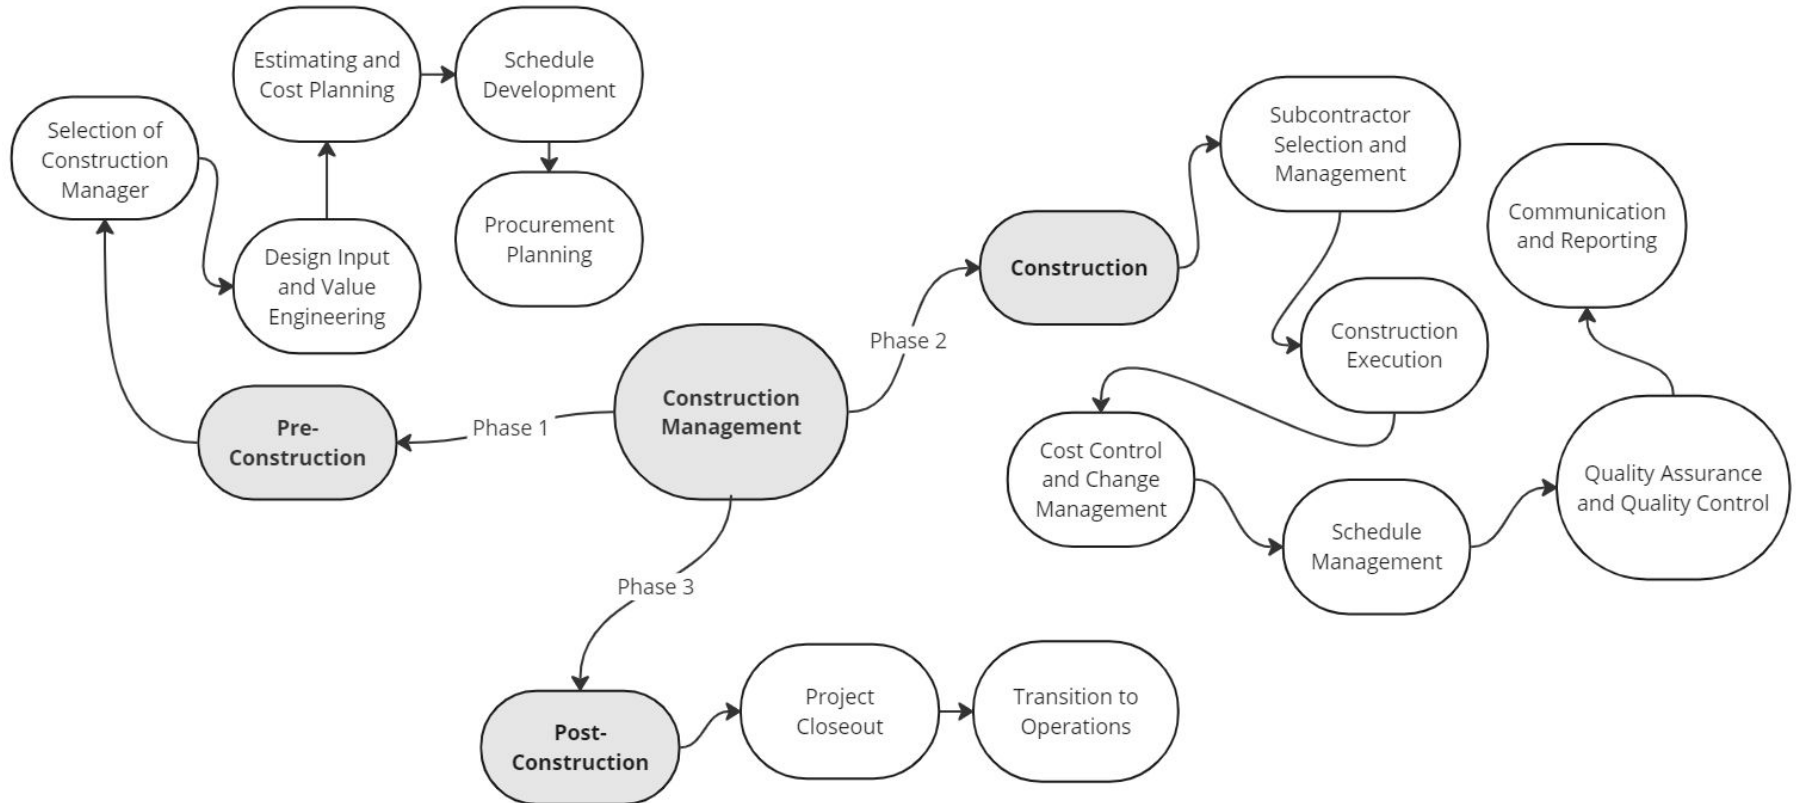 Construction
Management
Phase 1
Pre-
Construction
Selection of
Construction
Manager
Design Input
and Value
Engineering
Estimating and
Cost Planning
Schedule
Development
Procurement
Planning
Phase 2
Construction
Subcontractor
Selection and
Management
Construction
Execution
Cost Control
and Change
Management
Schedule
Management
Quality Assurance
and Quality Control
Communication
and Reporting
Phase 3
Post-
Construction
Project
Closeout
Transition to
Operations